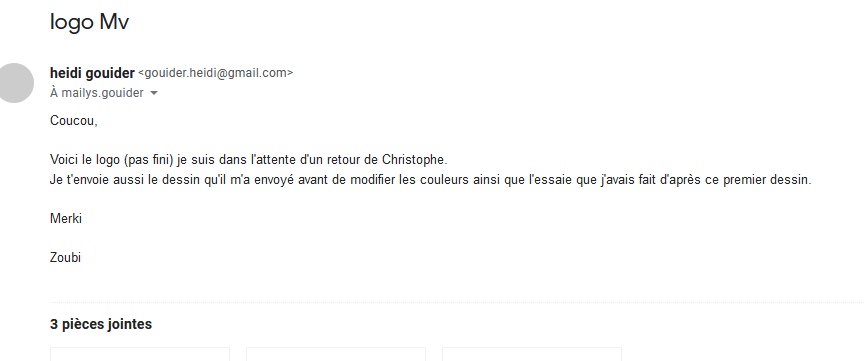 logo Mv
heidi gouider <gouider.heidi@gmail.com>
À mailys.gouider
Coucou,
Voici le logo (pas fini) je suis dans l'attente d'un retour de Christophe.
Je t'envoie aussi le dessin qu'il m'a envoyé avant de modifier les couleurs ainsi que l'essaie que j'avais fait d'après ce premier dessin.
Merki
Zoubi
3 pièces jointes